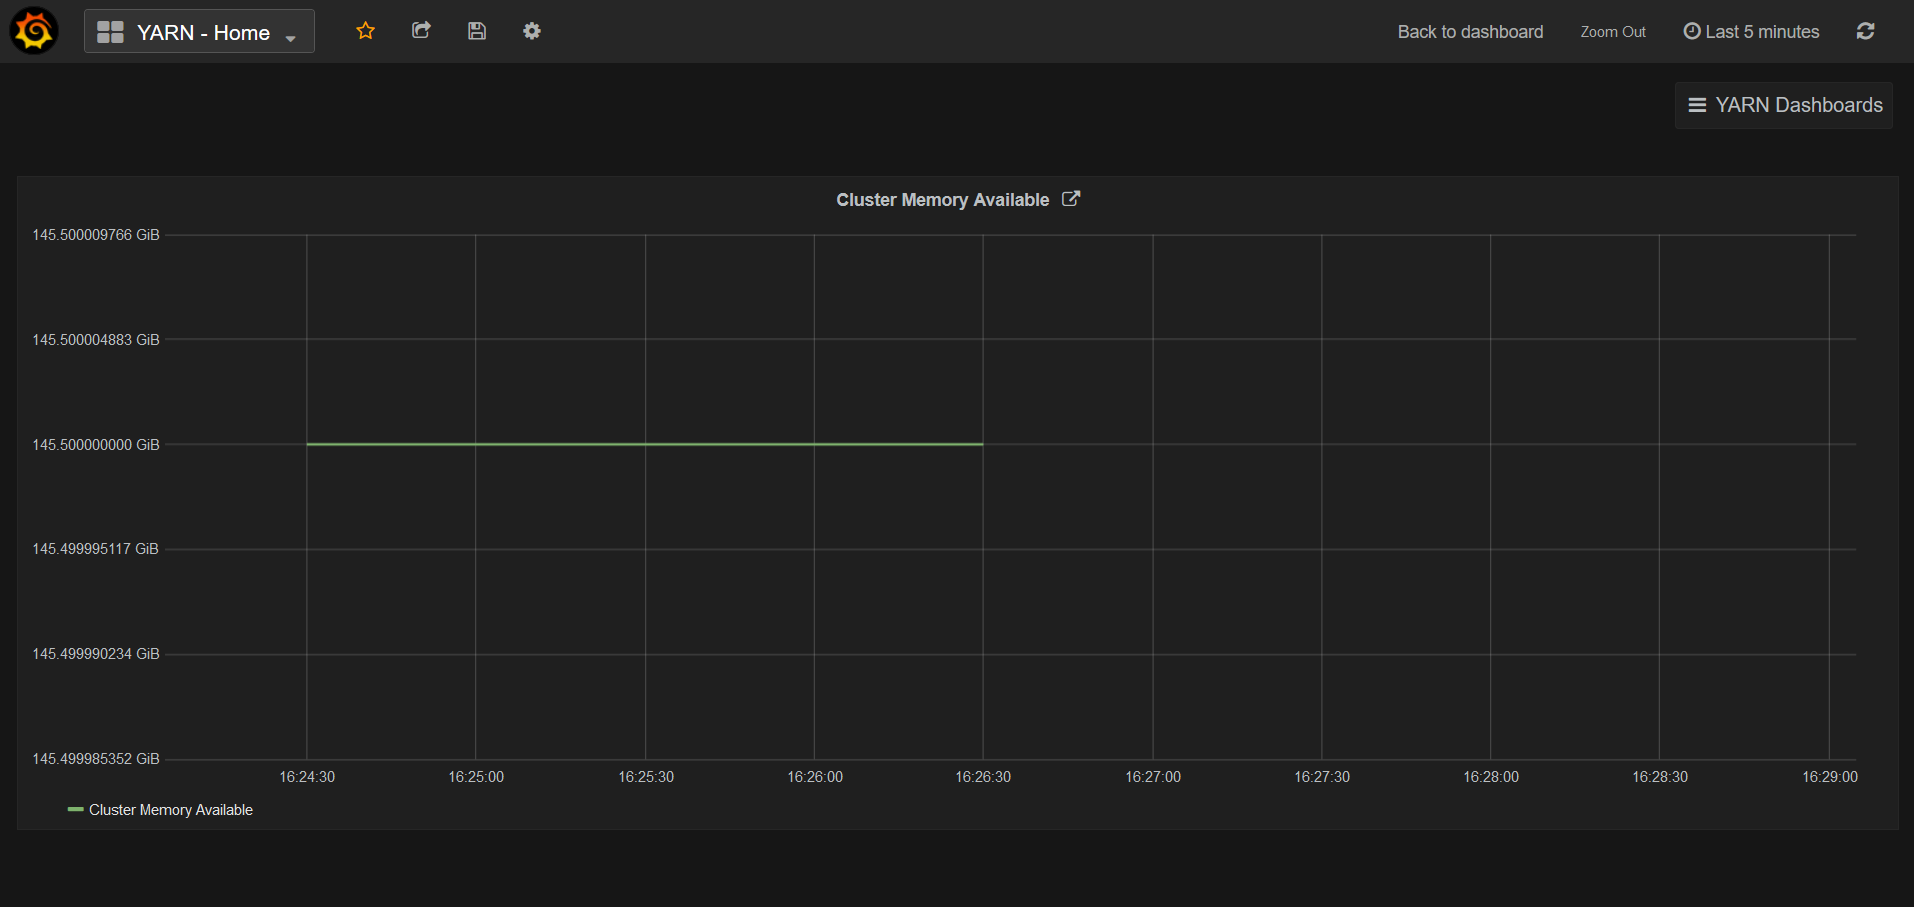 YARN - Home
Back to dashboard
Zoom Out
Last 5 minutes
YARN Dashboards
Cluster Memory Available
145.500009766 GiB
145.500004883 GiB
145.500000000 GiB
145.499995117 GiB
145.499990234 GiB
145.499985352 GiB
16:24:30 16:25:00 16:25:30 16:26:00 16:26:30 16:27:00 16:27:30 16:28:00 16:28:30 16:29:00
Cluster Memory Available